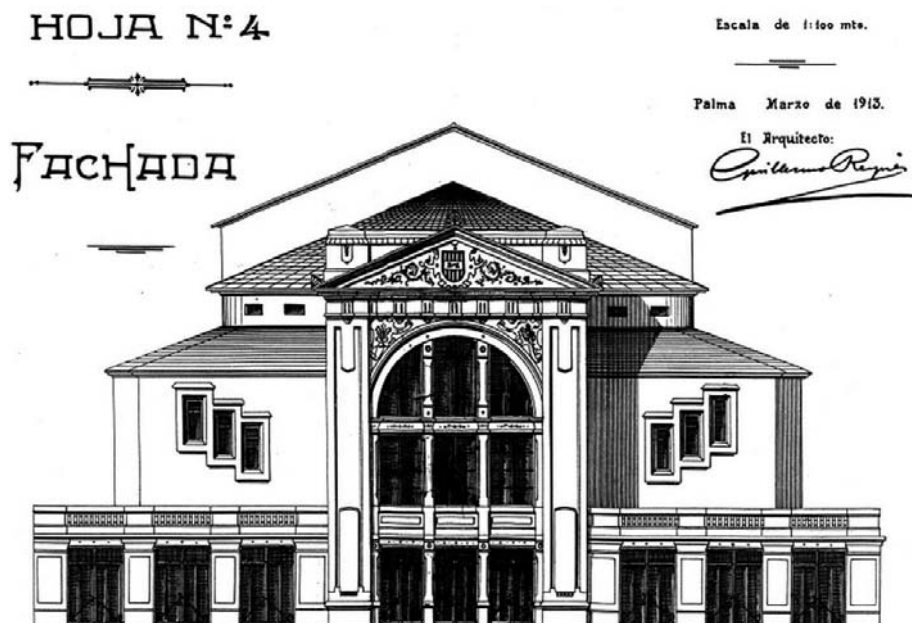 HOJA Nº 4
FACHADA
Escala de 1:100 mts.
Palma Marzo de 1913.
El Arquitecto:
Guillermo Reynés